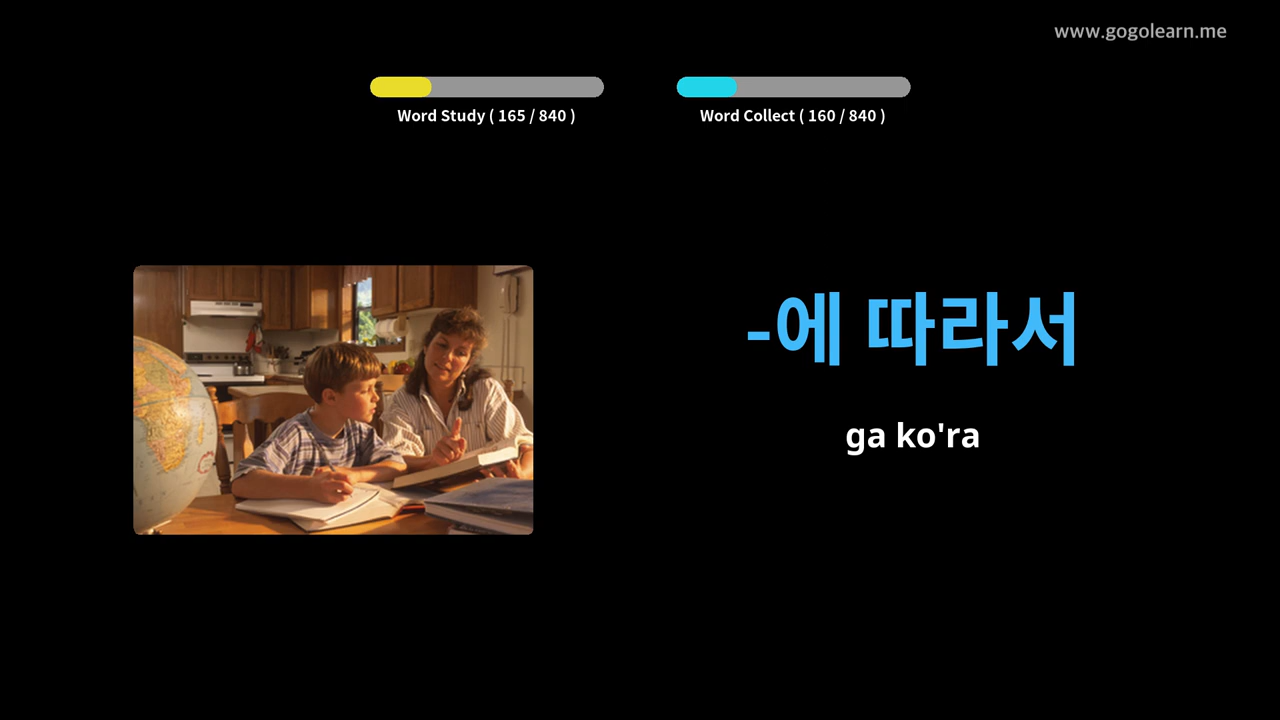 www.gogolearn.me
Word Study ( 165 / 840 )
Word Collect ( 160 / 840 )
-에 따라서
ga ko'ra